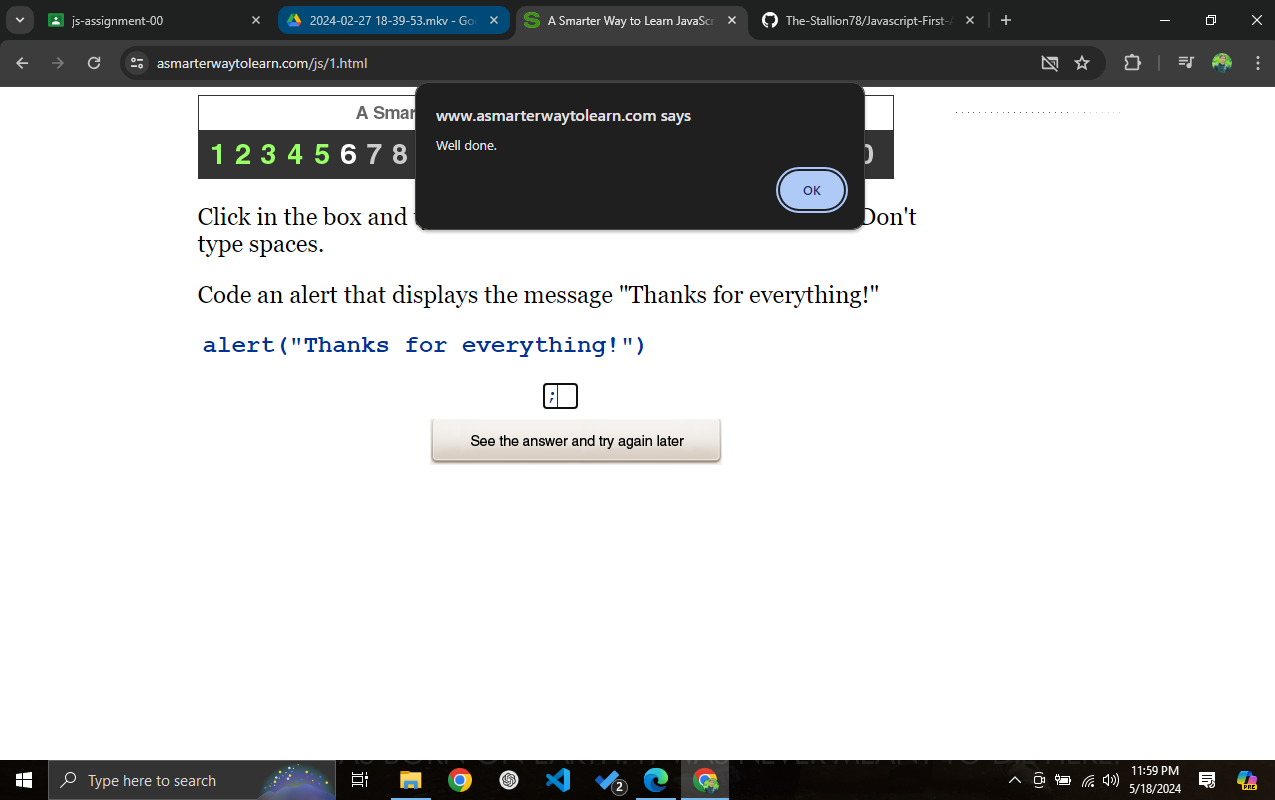 js-assignment-00
2024-02-27 18-39-53.mkv - Goo
A Smarter Way to Learn JavaScr
The-Stallion78/Javascript-First-A
asmarterwaytolearn.com/js/1.html
www.asmarterwaytolearn.com says
Well done.
OK
A Smar
1 2 3 4 5 6 7 8
0
Click in the box and
Don't
type spaces.
Code an alert that displays the message "Thanks for everything!"
alert("Thanks for everything!")
;
See the answer and try again later
Type here to search
2
11:59 PM
5/18/2024
PRE